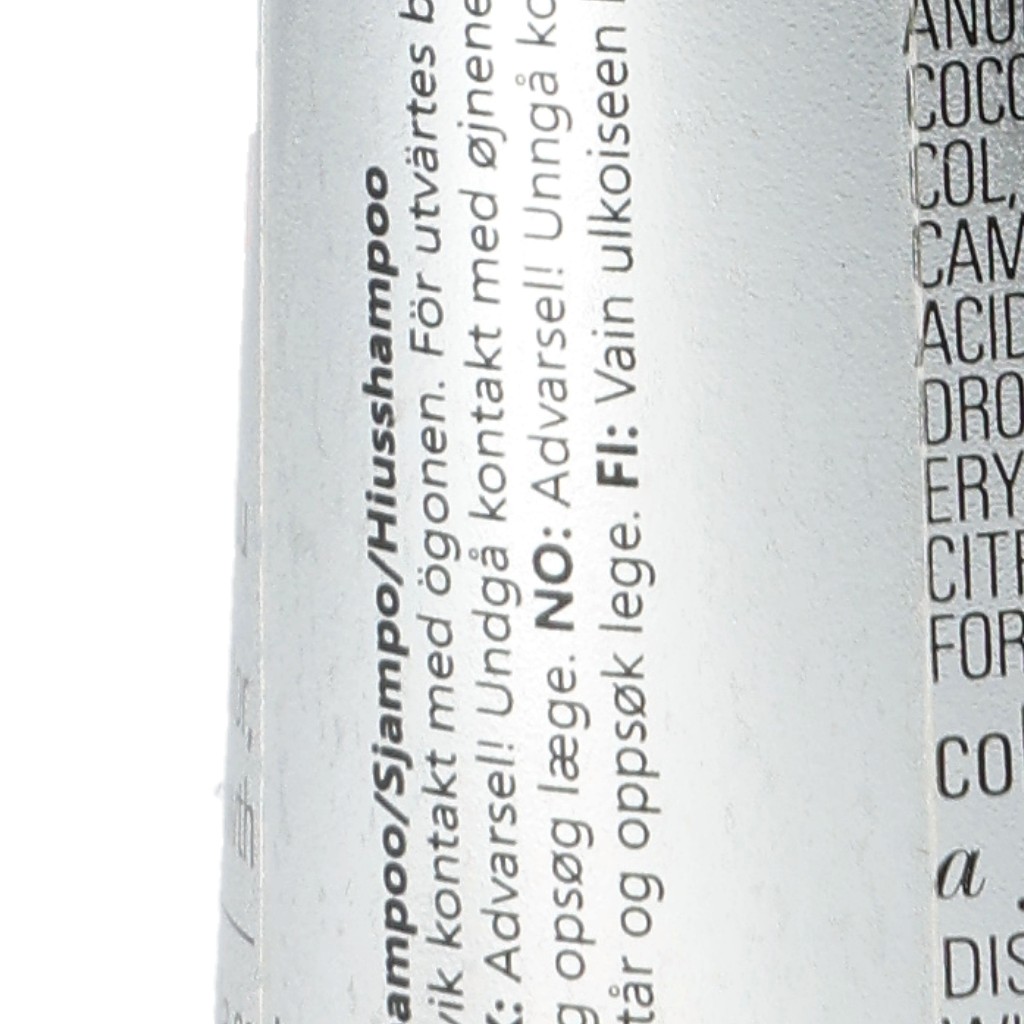 ampoo/Sjampo/Hiusshampoo
vik kontakt med ögonen. För utvärtes b
: Advarsel! Undgå kontakt med øjnene
g opsøg læge. NO: Advarsel! Unngå ko
tår og oppsøk lege. FI: Vain ulkoiseen
COCO
COL,
CAM
ACID
DRO
ERY
CIT
FOR
CO
a
DIS